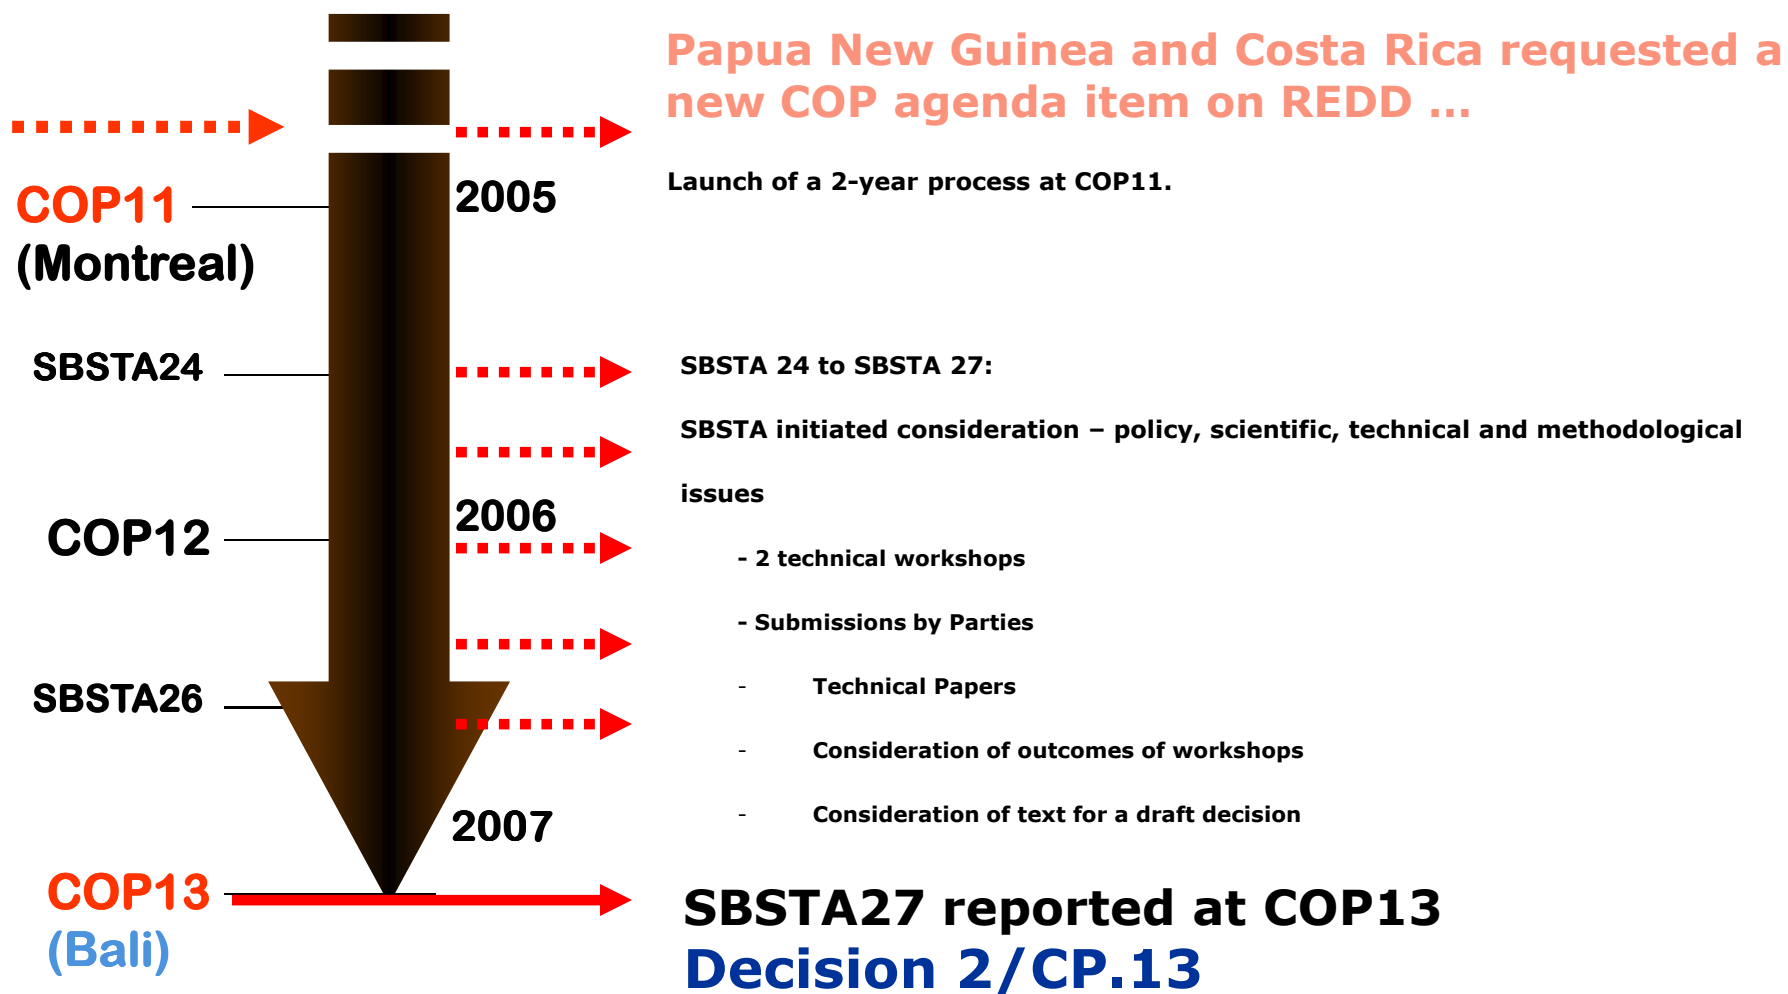 Papua New Guinea and Costa Rica requested a
new COP agenda item on REDD ...
Launch of a 2-year process at COP11.
COP11
(Montreal)
2005
SBSTA24
SBSTA 24 to SBSTA 27:
SBSTA initiated consideration – policy, scientific, technical and methodological
issues
COP12
2006
- 2 technical workshops
- Submissions by Parties
- Technical Papers
SBSTA26
- Consideration of outcomes of workshops
- Consideration of text for a draft decision
2007
COP13
(Bali)
SBSTA27 reported at COP13
Decision 2/CP.13